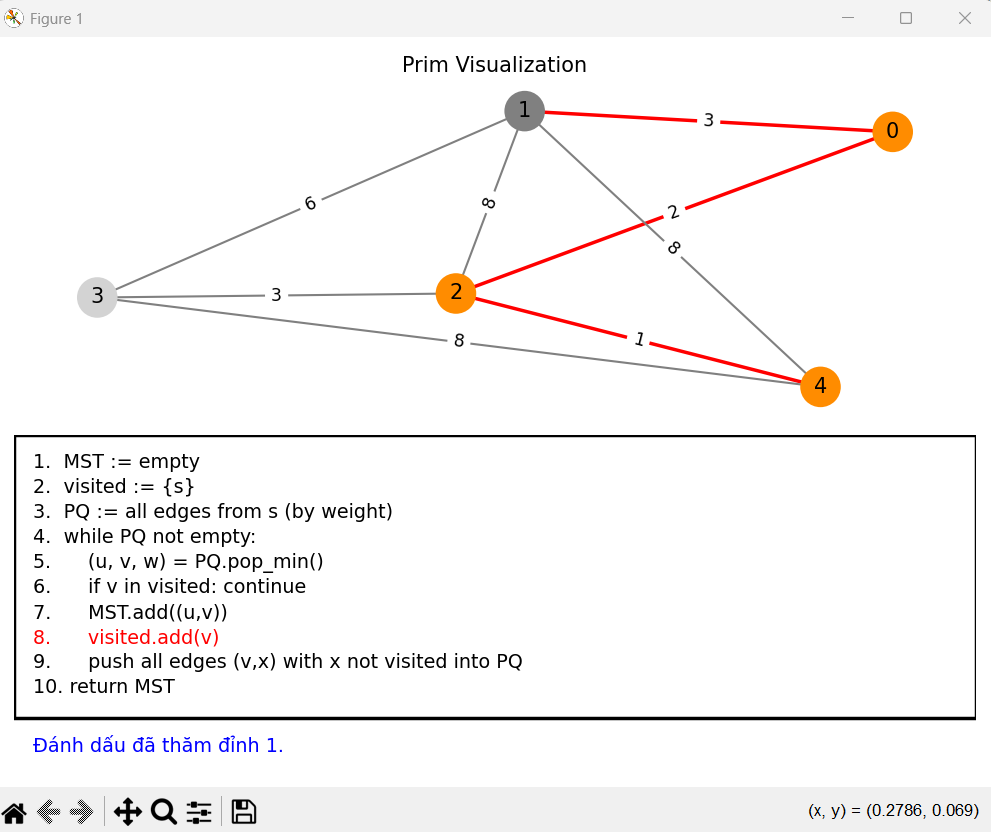 Figure 1
Prim Visualization
1
3
0
6
8
2
8
3
3
2
8
1
4
1. MST := empty
2. visited := {s}
3. PQ := all edges from s (by weight)
4. while PQ not empty:
5. (u, v, w) = PQ.pop_min()
6. if v in visited: continue
7. MST.add((u,v))
8. visited.add(v)
9. push all edges (v,x) with x not visited into PQ
10. return MST
Đánh dấu đã thăm đỉnh 1.
(x, y) = (0.2786, 0.069)